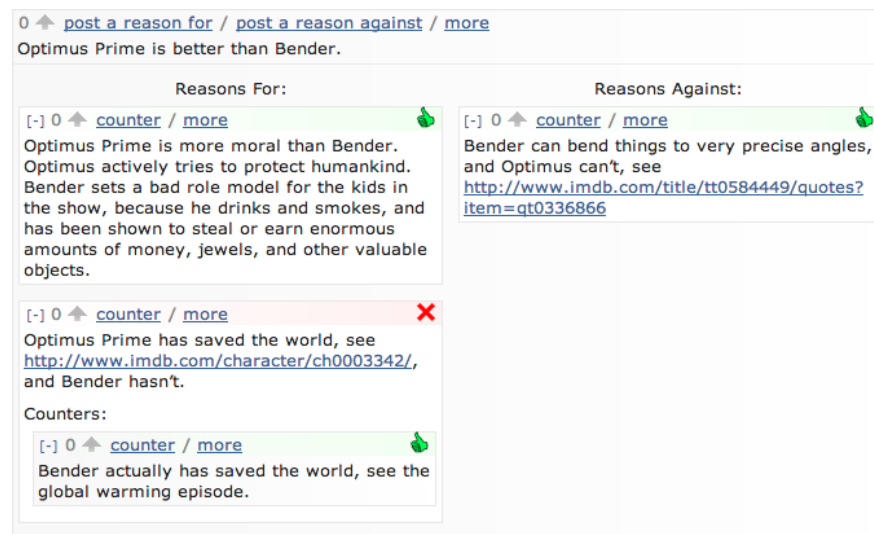 0 post a reason for / post a reason against / more
Optimus Prime is better than Bender.
Reasons For:
[-] 0 counter / more
Optimus Prime is more moral than Bender.
Optimus actively tries to protect humankind.
Bender sets a bad role model for the kids in
the show, because he drinks and smokes, and
has been shown to steal or earn enormous
amounts of money, jewels, and other valuable
objects.
[-] 0 counter / more
Optimus Prime has saved the world, see
http://www.imdb.com/character/ch0003342/,
and Bender hasn't.
Counters:
[-] 0 counter / more
Bender actually has saved the world, see the
global warming episode.
Reasons Against:
[-] 0 counter / more
Bender can bend things to very precise angles,
and Optimus can't, see
http://www.imdb.com/title/tt0584449/quotes?
item=qt0336866